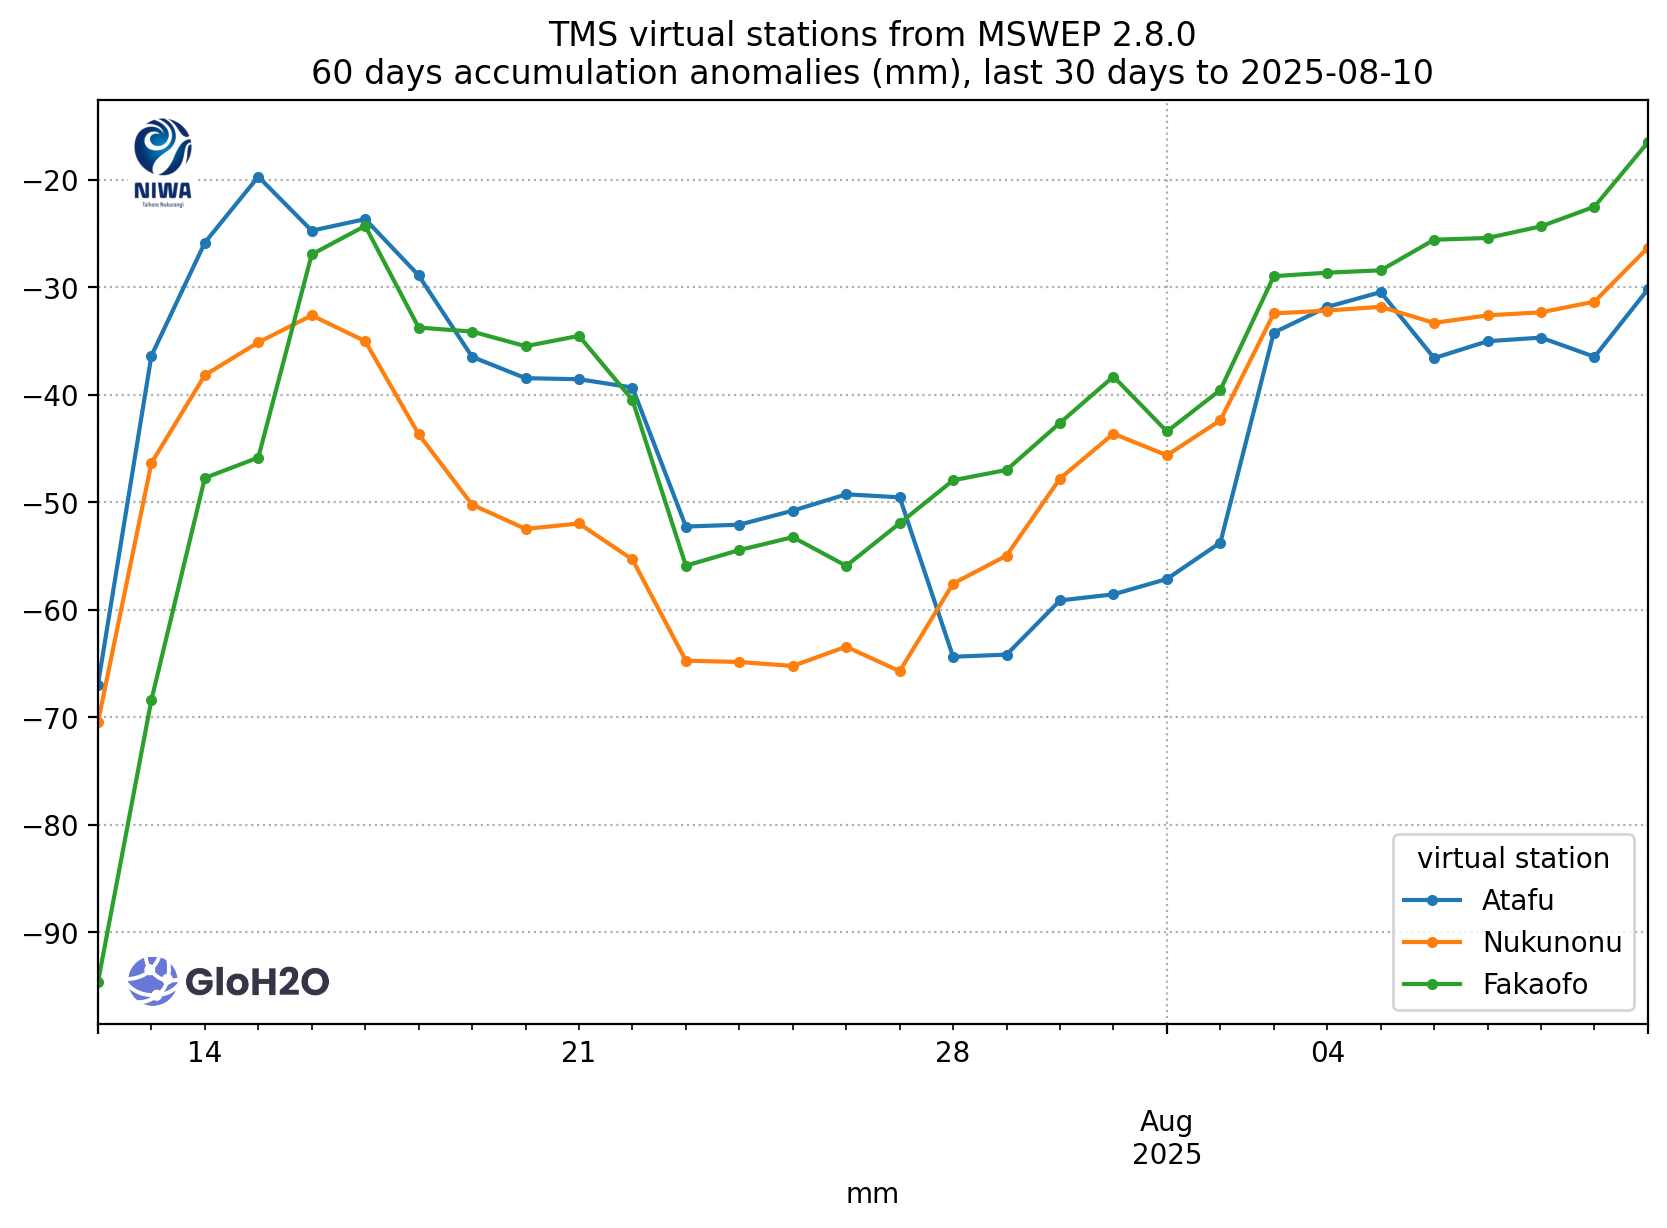 TMS virtual stations from MSWEP 2.8.0
60 days accumulation anomalies (mm), last 30 days to 2025-08-10
NIWA
Taihoro Nukurangi
−20
−30
−40
−50
−60
−70
−80
−90
virtual station
Atafu
Nukunonu
Fakaofo
GloH2O
14
21
28
04
Aug
2025
mm